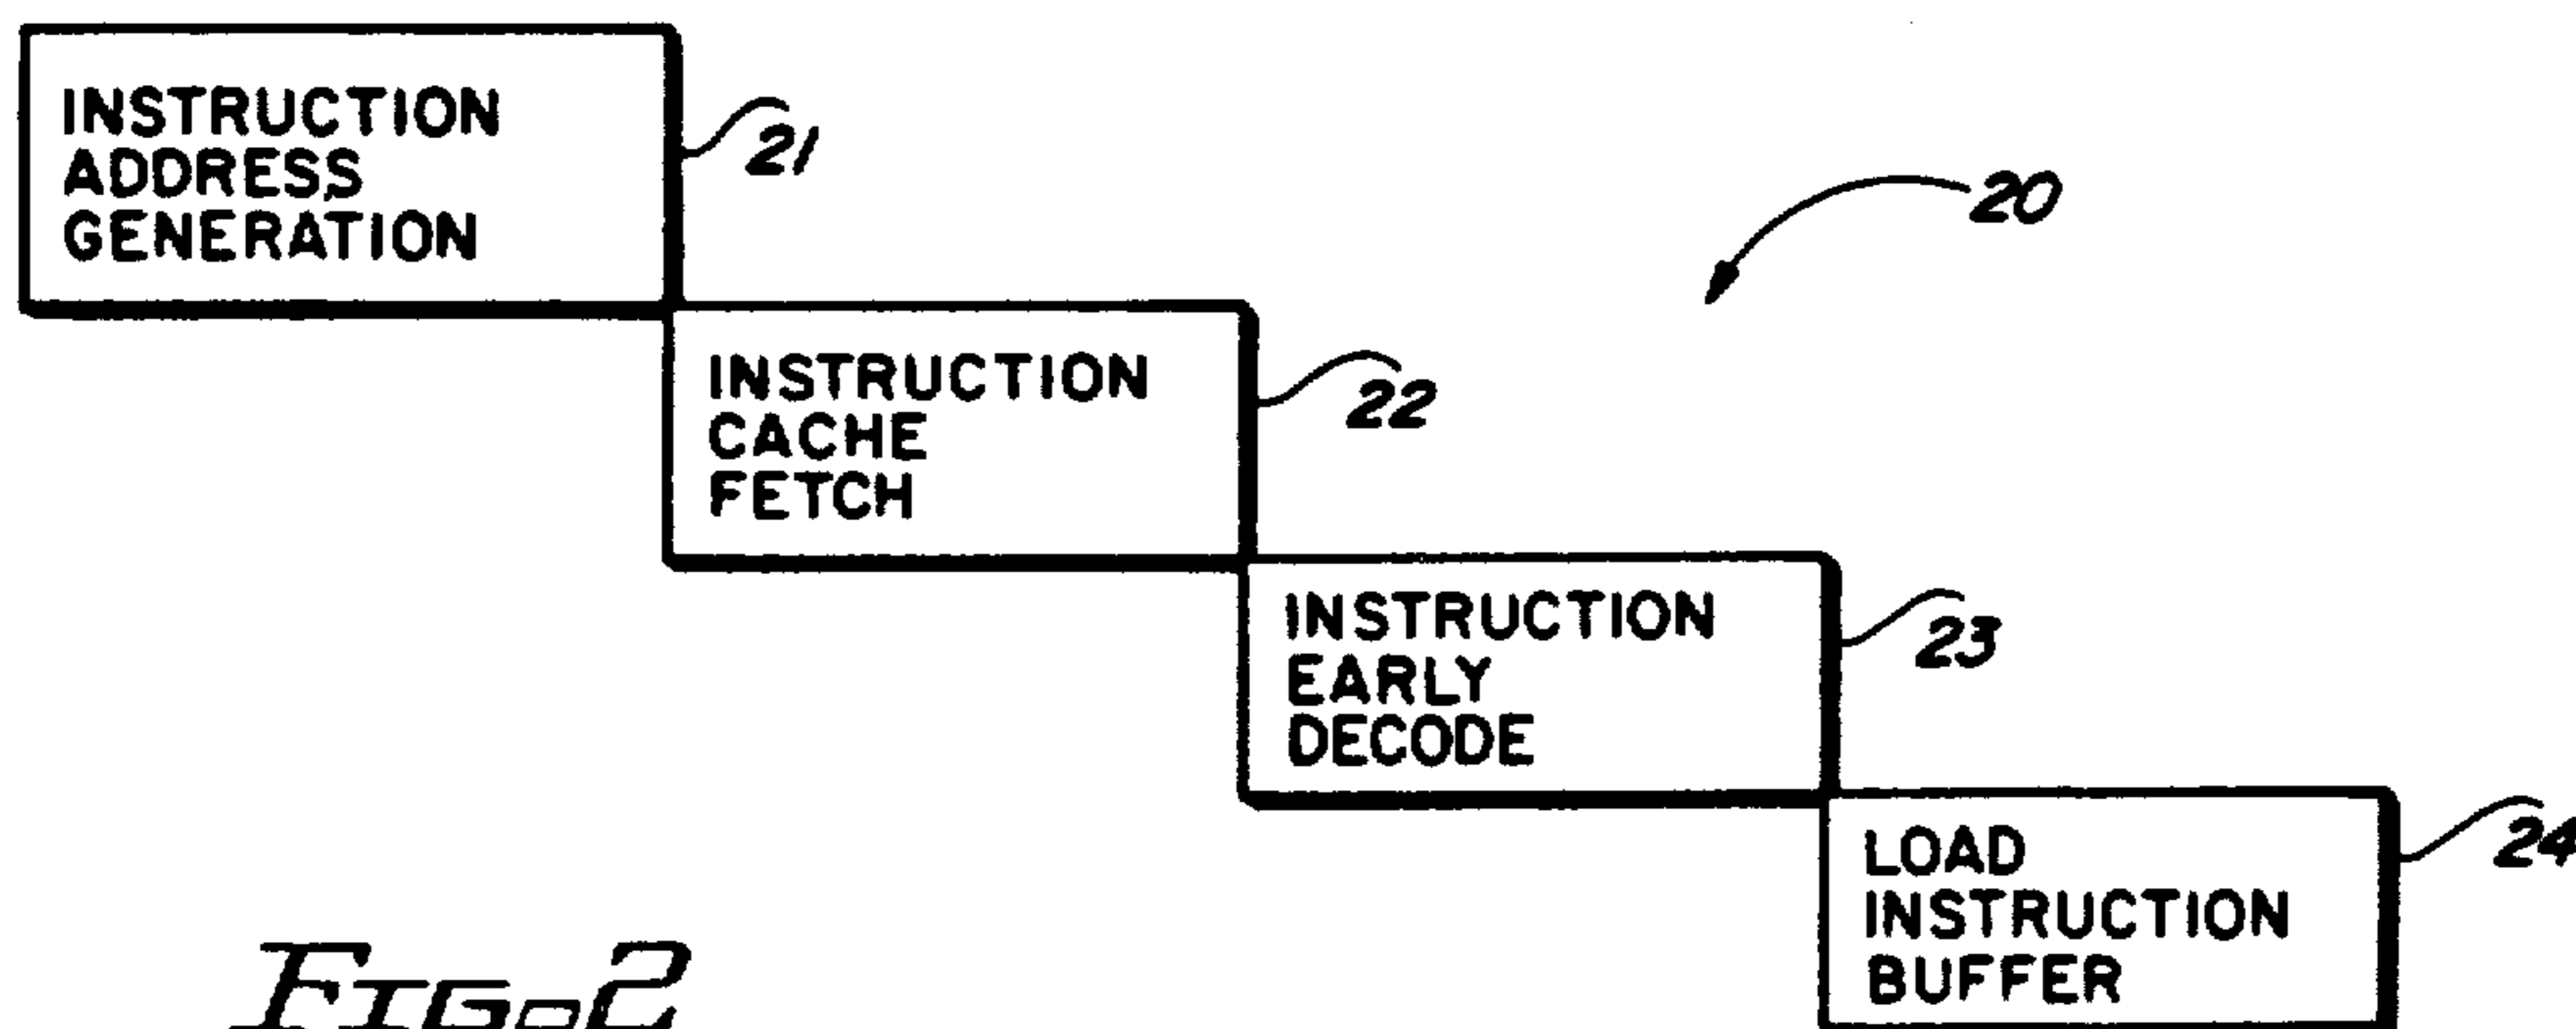 INSTRUCTION
ADDRESS
GENERATION
21
20
INSTRUCTION
CACHE
FETCH
22
INSTRUCTION
EARLY
DECODE
23
LOAD
INSTRUCTION
BUFFER
24
FIG. 2